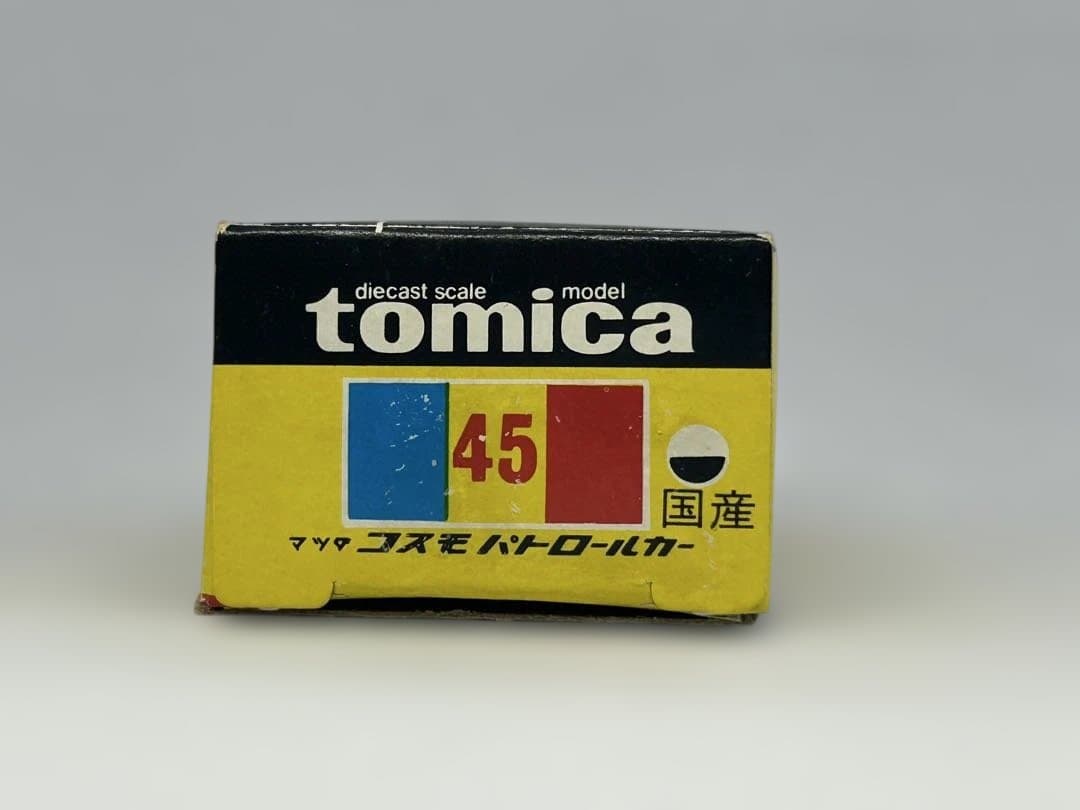 diecast scale model
tomica
45
国産
マツダ コスモ パトロールカー